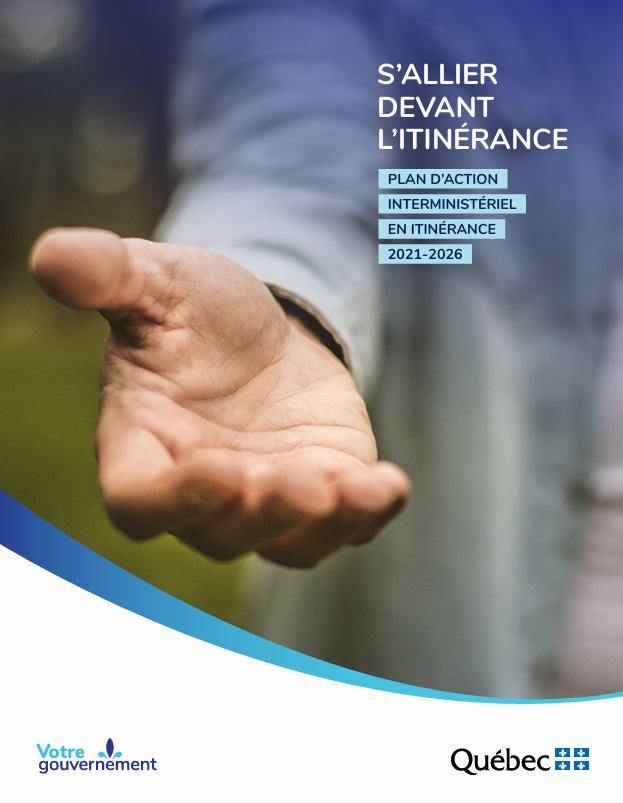 S’ALLIER
DEVANT
L’ITINÉRANCE
PLAN D’ACTION
INTERMINISTÉRIEL
EN ITINÉRANCE
2021-2026
Votre
gouvernement
Québec